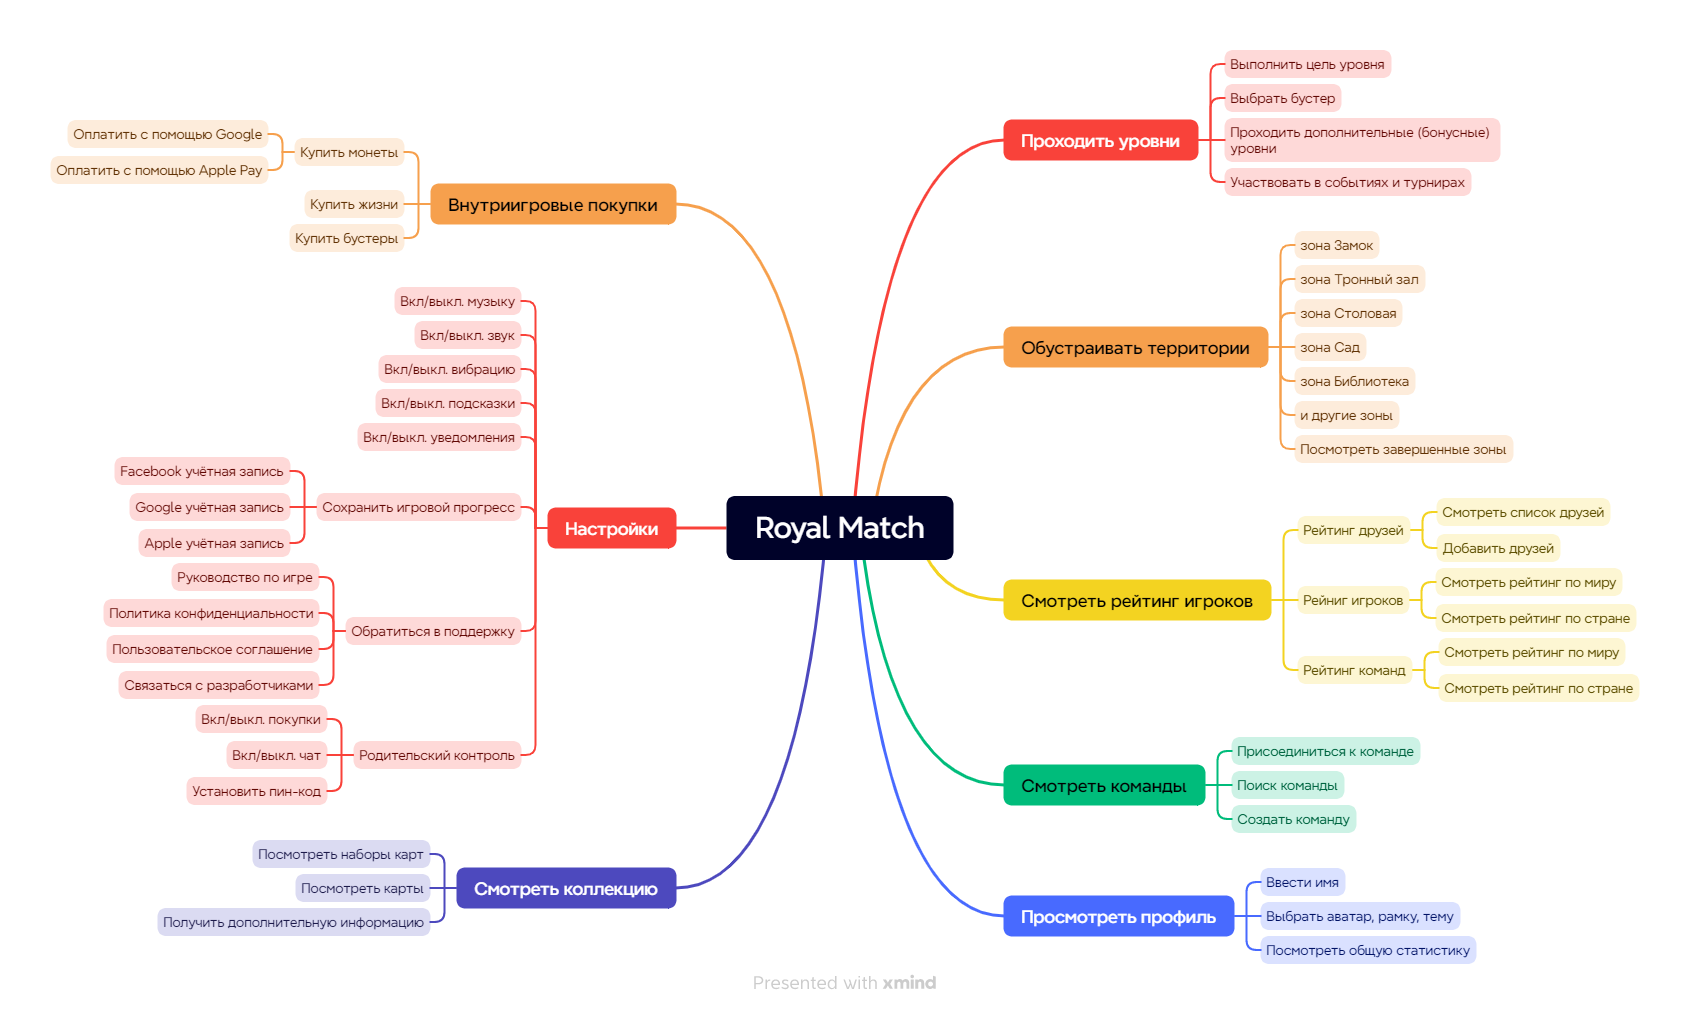 Royal Match
Проходить уровни
Выполнить цель уровня
Выбрать бустер
Проходить дополнительные (бонусные)
уровни
Участвовать в событиях и турнирах
Обустраивать территории
зона Замок
зона Тронный зал
зона Столовая
зона Сад
зона Библиотека
и другие зоны
Посмотреть завершенные зоны
Смотреть рейтинг игроков
Рейтинг друзей
Смотреть список друзей
Добавить друзей
Рейниг игроков
Смотреть рейтинг по миру
Смотреть рейтинг по стране
Рейтинг команд
Смотреть рейтинг по миру
Смотреть рейтинг по стране
Смотреть команды
Присоединиться к команде
Поиск команды
Создать команду
Просмотреть профиль
Ввести имя
Выбрать аватар, рамку, тему
Посмотреть общую статистику
Внутриигровые покупки
Купить монеты
Оплатить с помощью Google
Оплатить с помощью Apple Pay
Купить жизни
Купить бустеры
Настройки
Вкл/выкл. музыку
Вкл/выкл. звук
Вкл/выкл. вибрацию
Вкл/выкл. подсказки
Вкл/выкл. уведомления
Сохранить игровой прогресс
Facebook учётная запись
Google учётная запись
Apple учётная запись
Обратиться в поддержку
Руководство по игре
Политика конфиденциальности
Пользовательское соглашение
Связаться с разработчиками
Родительский контроль
Вкл/выкл. покупки
Вкл/выкл. чат
Установить пин-код
Смотреть коллекцию
Посмотреть наборы карт
Посмотреть карты
Получить дополнительную информацию
Presented with xmind